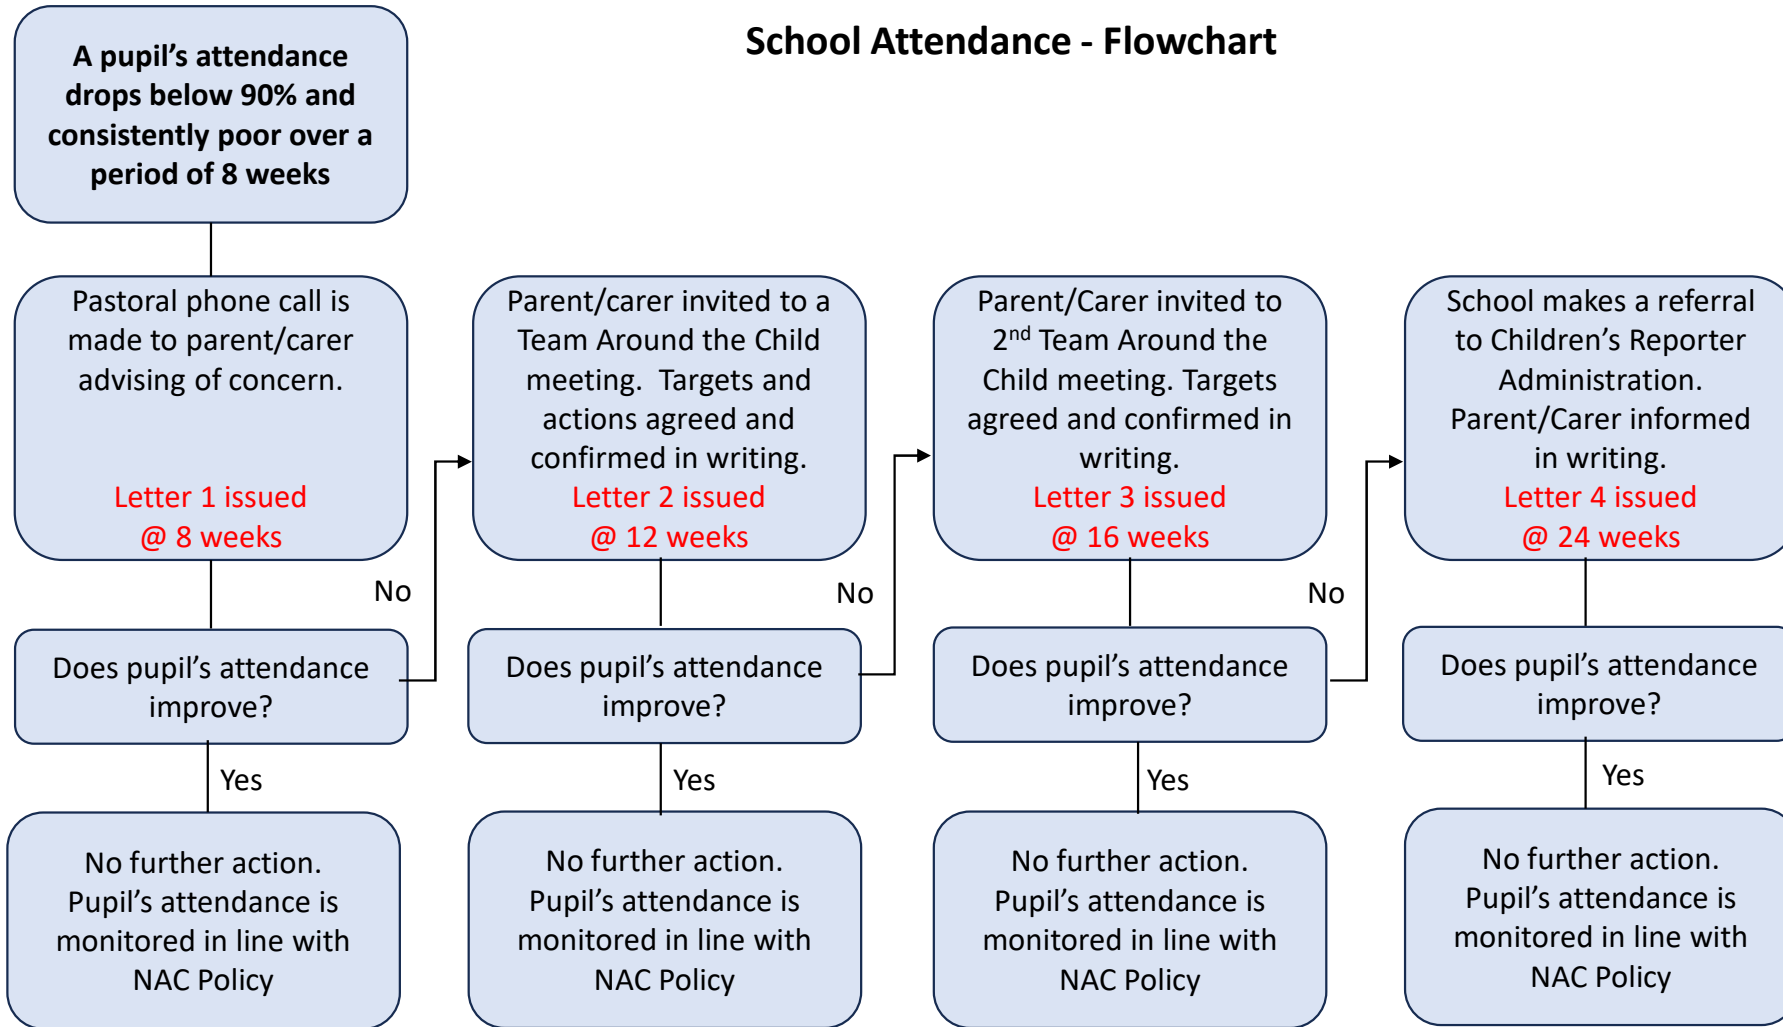 School Attendance - Flowchart
A pupil’s attendance
drops below 90% and
consistently poor over a
period of 8 weeks
Pastoral phone call is
made to parent/carer
advising of concern.
Letter 1 issued
@ 8 weeks
No
Does pupil’s attendance
improve?
Yes
No further action.
Pupil’s attendance is
monitored in line with
NAC Policy
Parent/carer invited to a
Team Around the Child
meeting.  Targets and
actions agreed and
confirmed in writing.
Letter 2 issued
@ 12 weeks
No
Does pupil’s attendance
improve?
Yes
No further action.
Pupil’s attendance is
monitored in line with
NAC Policy
Parent/Carer invited to
2nd Team Around the
Child meeting. Targets
agreed and confirmed in
writing.
Letter 3 issued
@ 16 weeks
No
Does pupil’s attendance
improve?
Yes
No further action.
Pupil’s attendance is
monitored in line with
NAC Policy
School makes a referral
to Children’s Reporter
Administration.
Parent/Carer informed
in writing.
Letter 4 issued
@ 24 weeks
Does pupil’s attendance
improve?
Yes
No further action.
Pupil’s attendance is
monitored in line with
NAC Policy